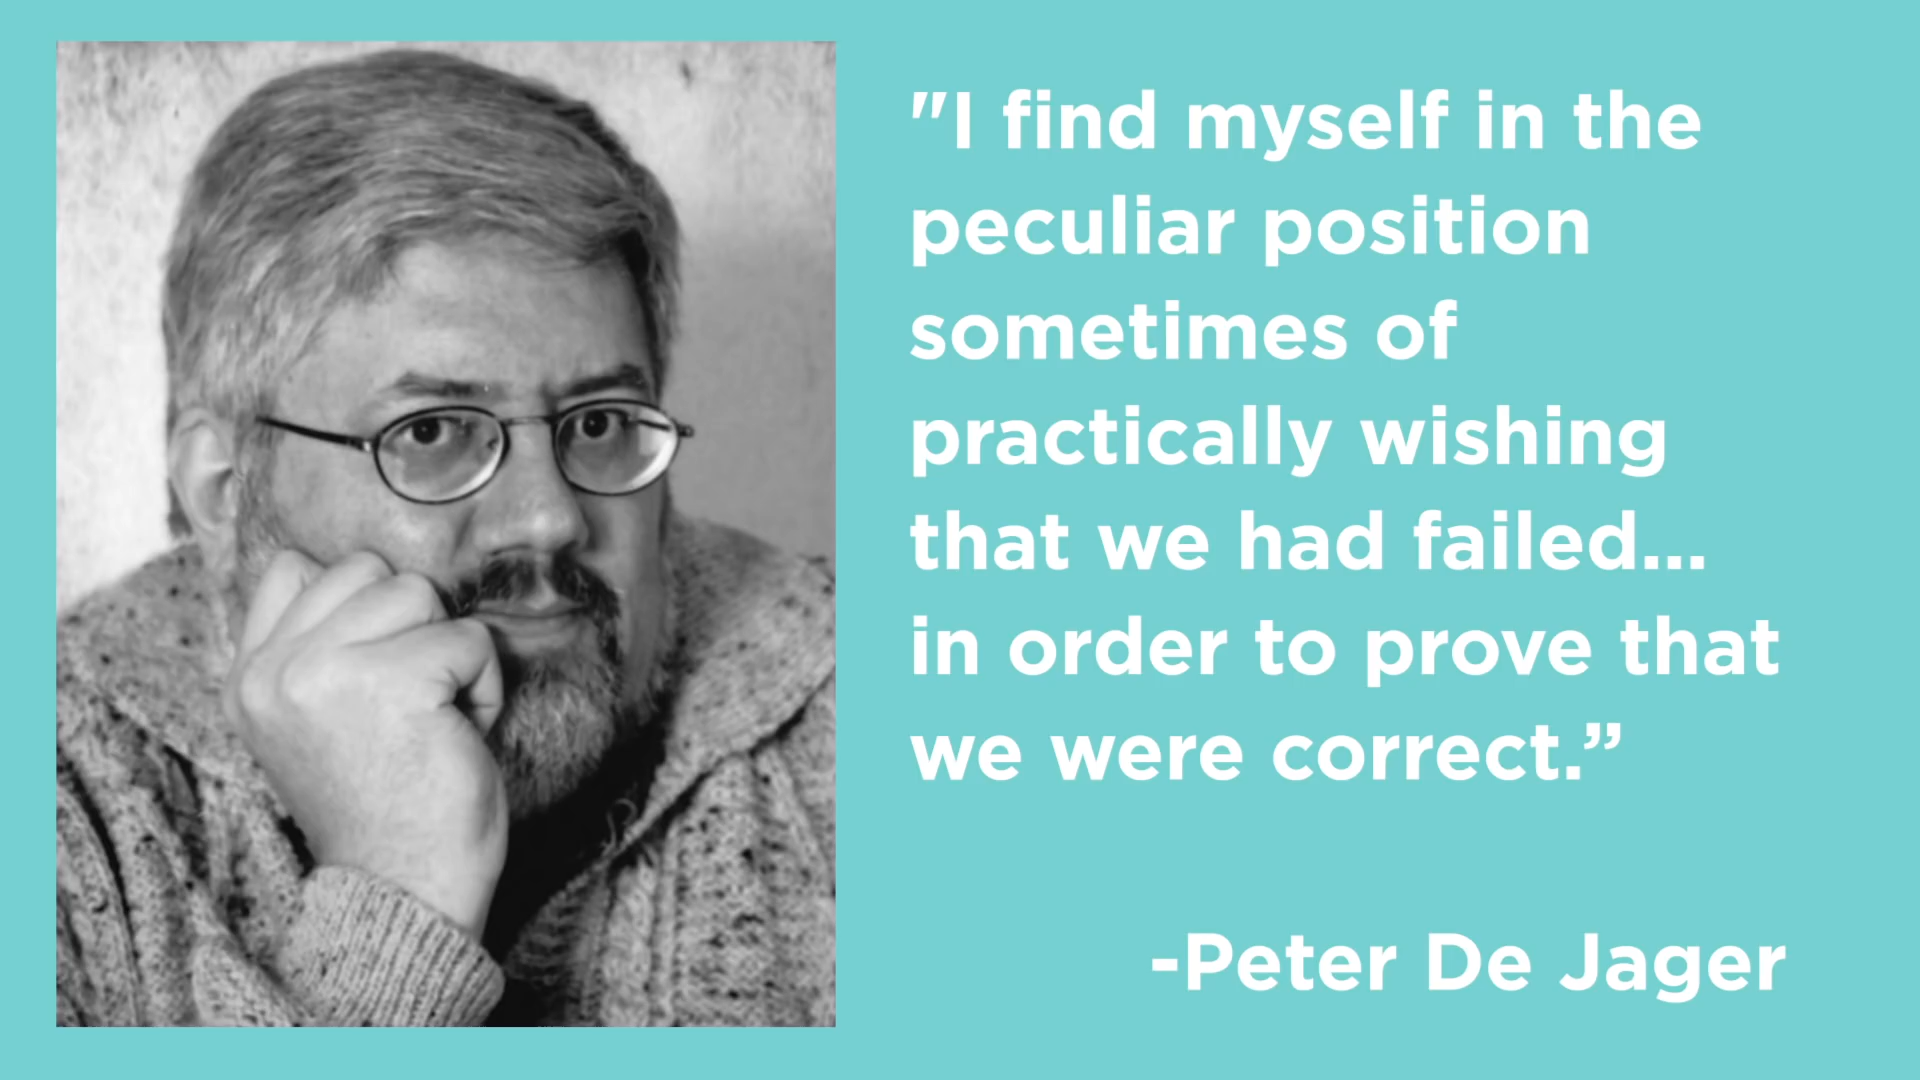 "I find myself in the
peculiar position
sometimes of
practically wishing
that we had failed...
in order to prove that
we were correct.”
-Peter De Jager